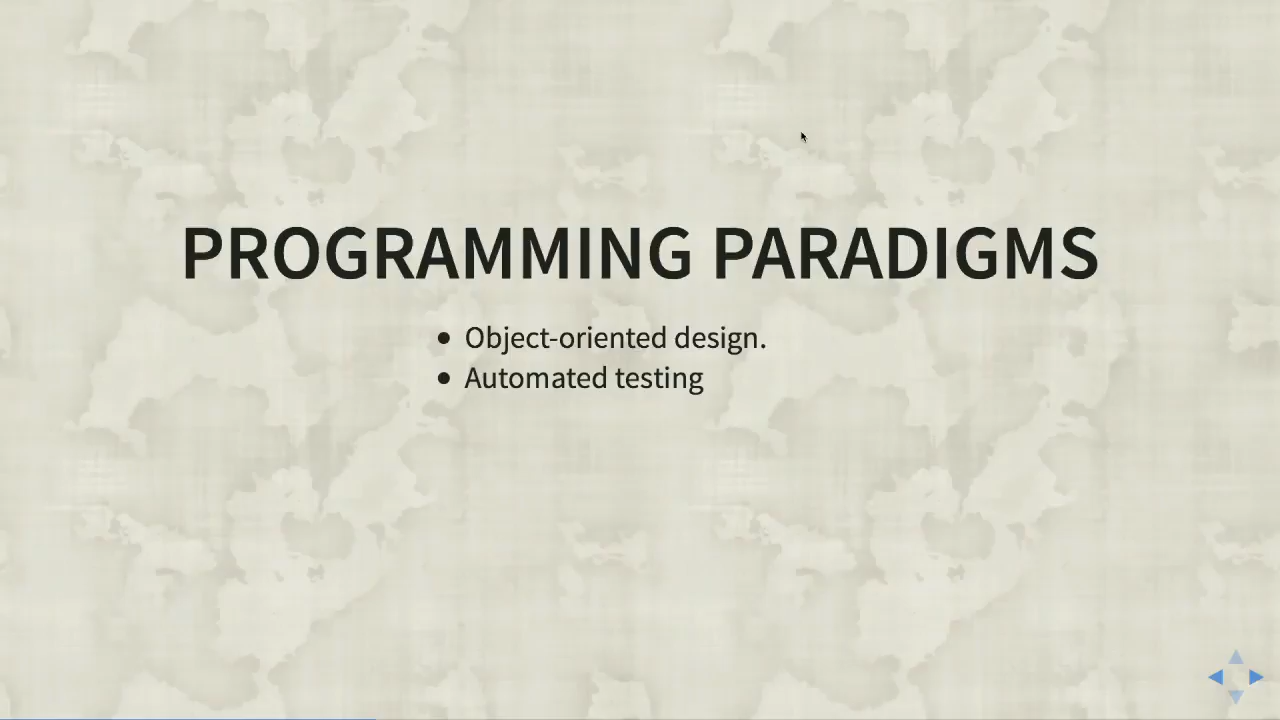 PROGRAMMING PARADIGMS
• Object-oriented design.
• Automated testing